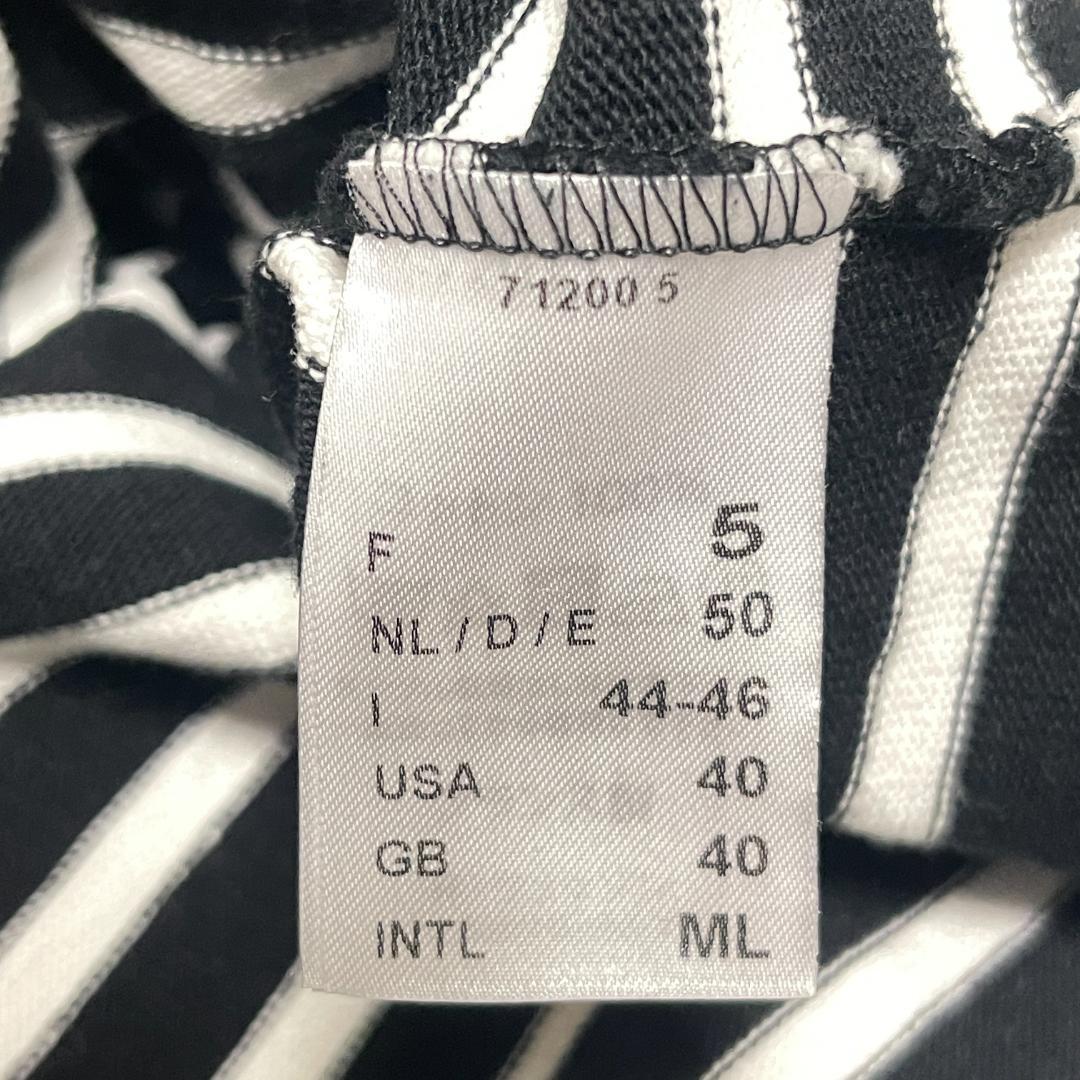 71200 5
F 5
NL / D / E 50
I 44-46
USA 40
GB 40
INTL ML